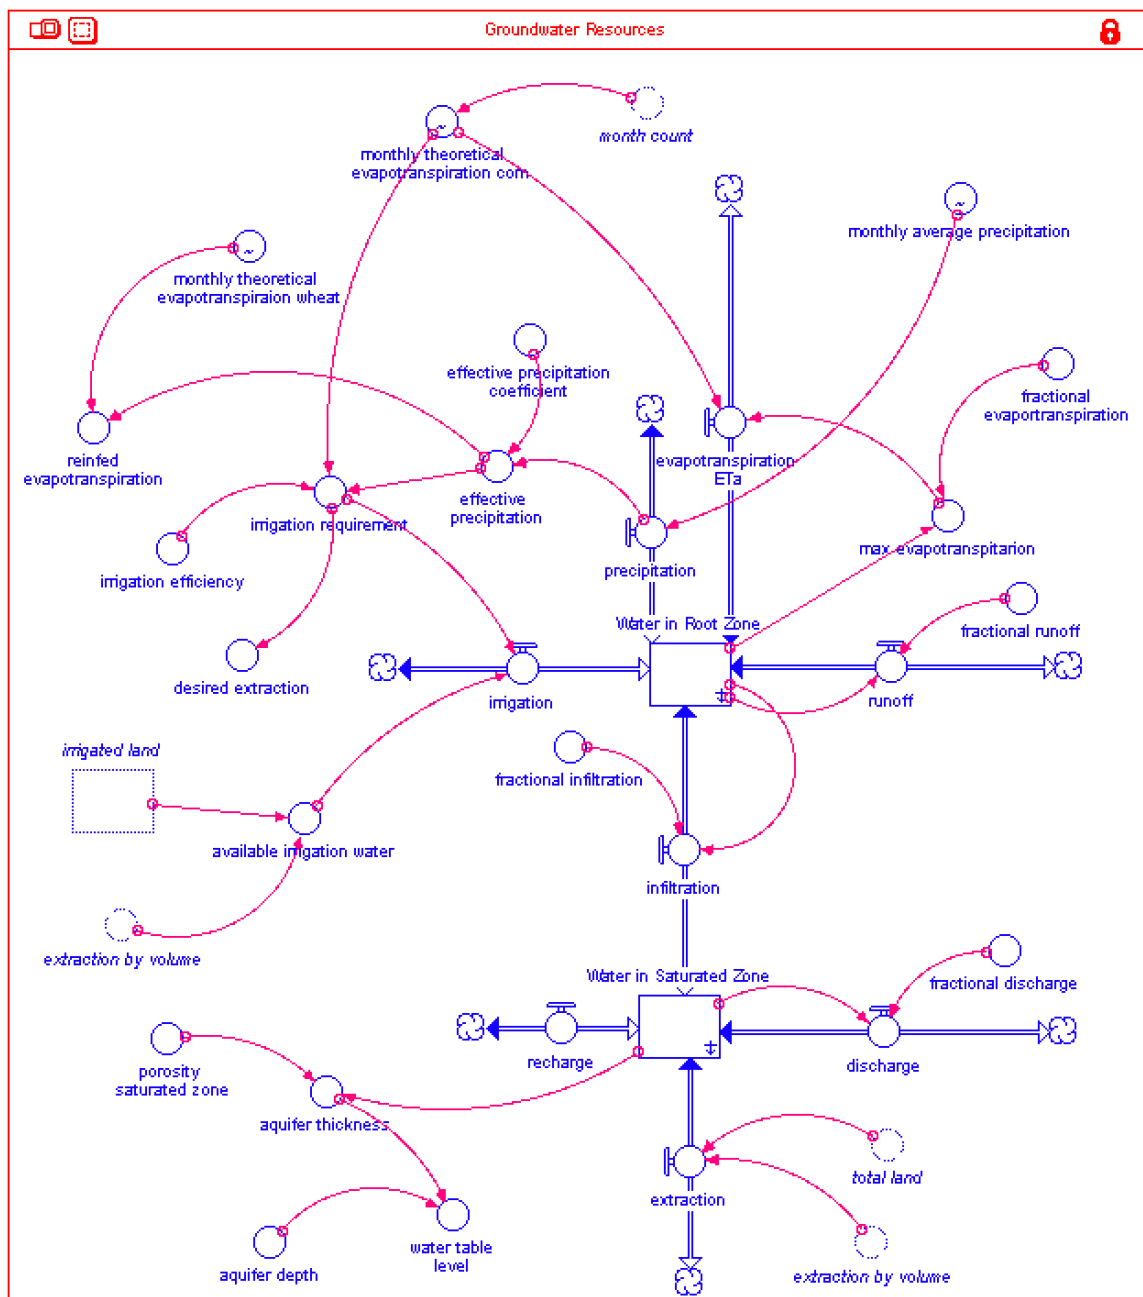 Groundwater Resources
month count
monthly theoretical
evapotranspiration corn
monthly average precipitation
monthly theoretical
evapotranspiraion wheat
effective precipitation
coefficient
fractional
evaportranspiration
reinfed
evapotranspiration
evapotranspiration
ETa
effective
precipitation
irrigation requirement
max evapotranspitarion
irrigation efficiency
precipitation
Water in Root Zone
fractional runoff
desired extraction
irrigation
runoff
irrigated land
fractional infiltration
available irrigation water
infiltration
extraction by volume
Water in Saturated Zone
fractional discharge
recharge
discharge
porosity
saturated zone
aquifer thickness
total land
extraction
water table
level
aquifer depth
extraction by volume